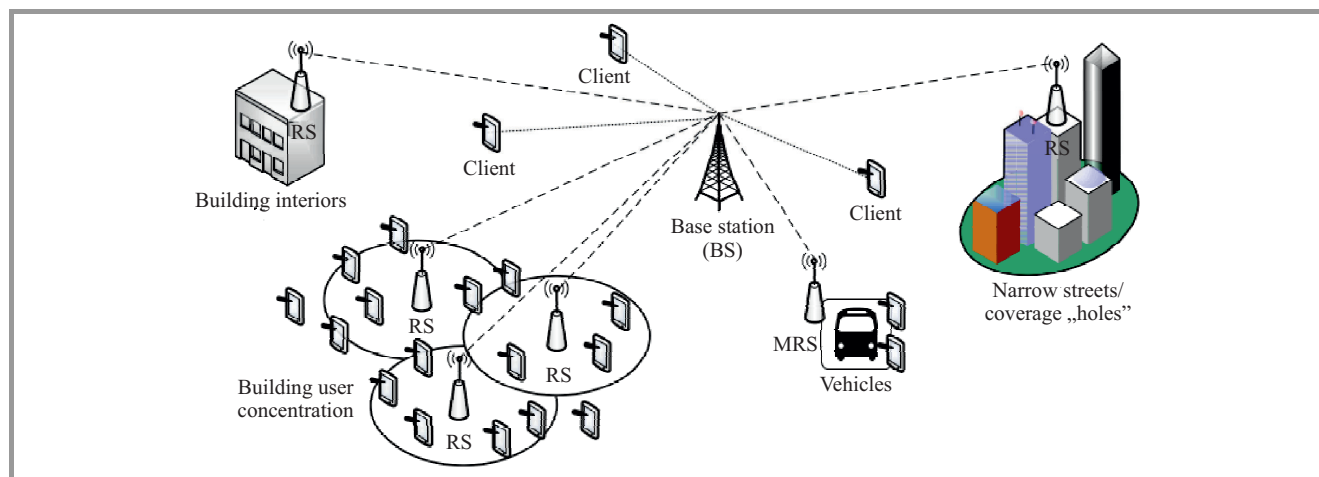 RS
Building interiors
Client
Client
Base station
(BS)
Client
RS
Narrow streets/
coverage „holes”
RS
RS
RS
Building user
concentration
MRS
Vehicles